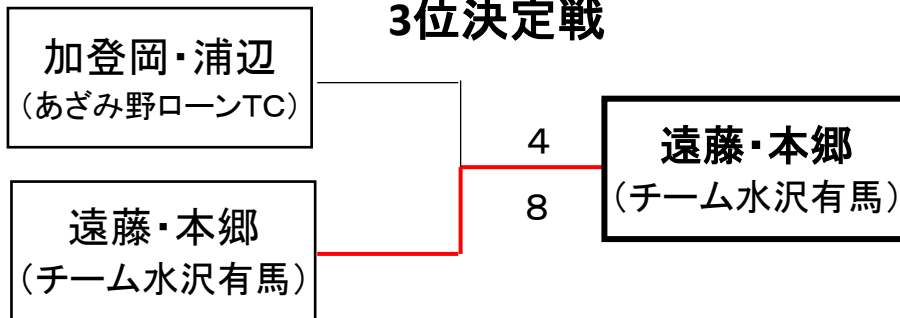 3位決定戦
加登岡・浦辺
(あざみ野ローンTC)
4
8
遠藤・本郷
(チーム水沢有馬)
遠藤・本郷
(チーム水沢有馬)